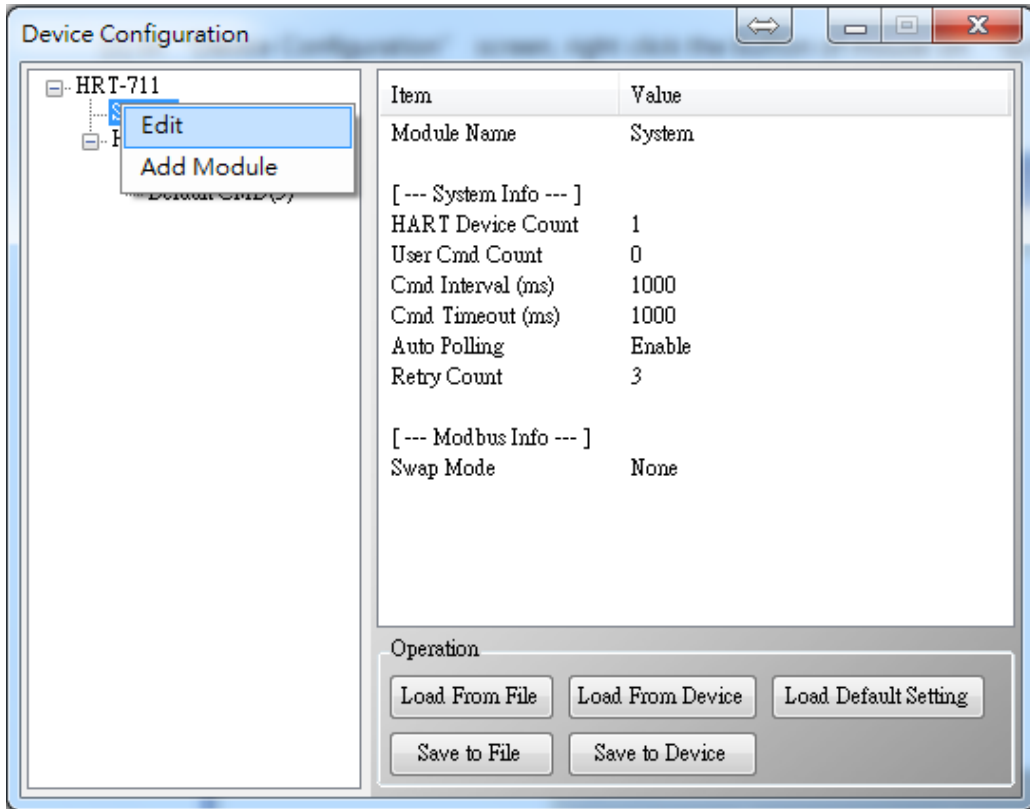 Device Configuration
HRT-711
Edit
Add Module
Item Value
Module Name System
[ --- System Info --- ]
HART Device Count 1
User Cmd Count 0
Cmd Interval (ms) 1000
Cmd Timeout (ms) 1000
Auto Polling Enable
Retry Count 3
[ --- Modbus Info --- ]
Swap Mode None
Operation
Load From File Load From Device Load Default Setting
Save to File Save to Device